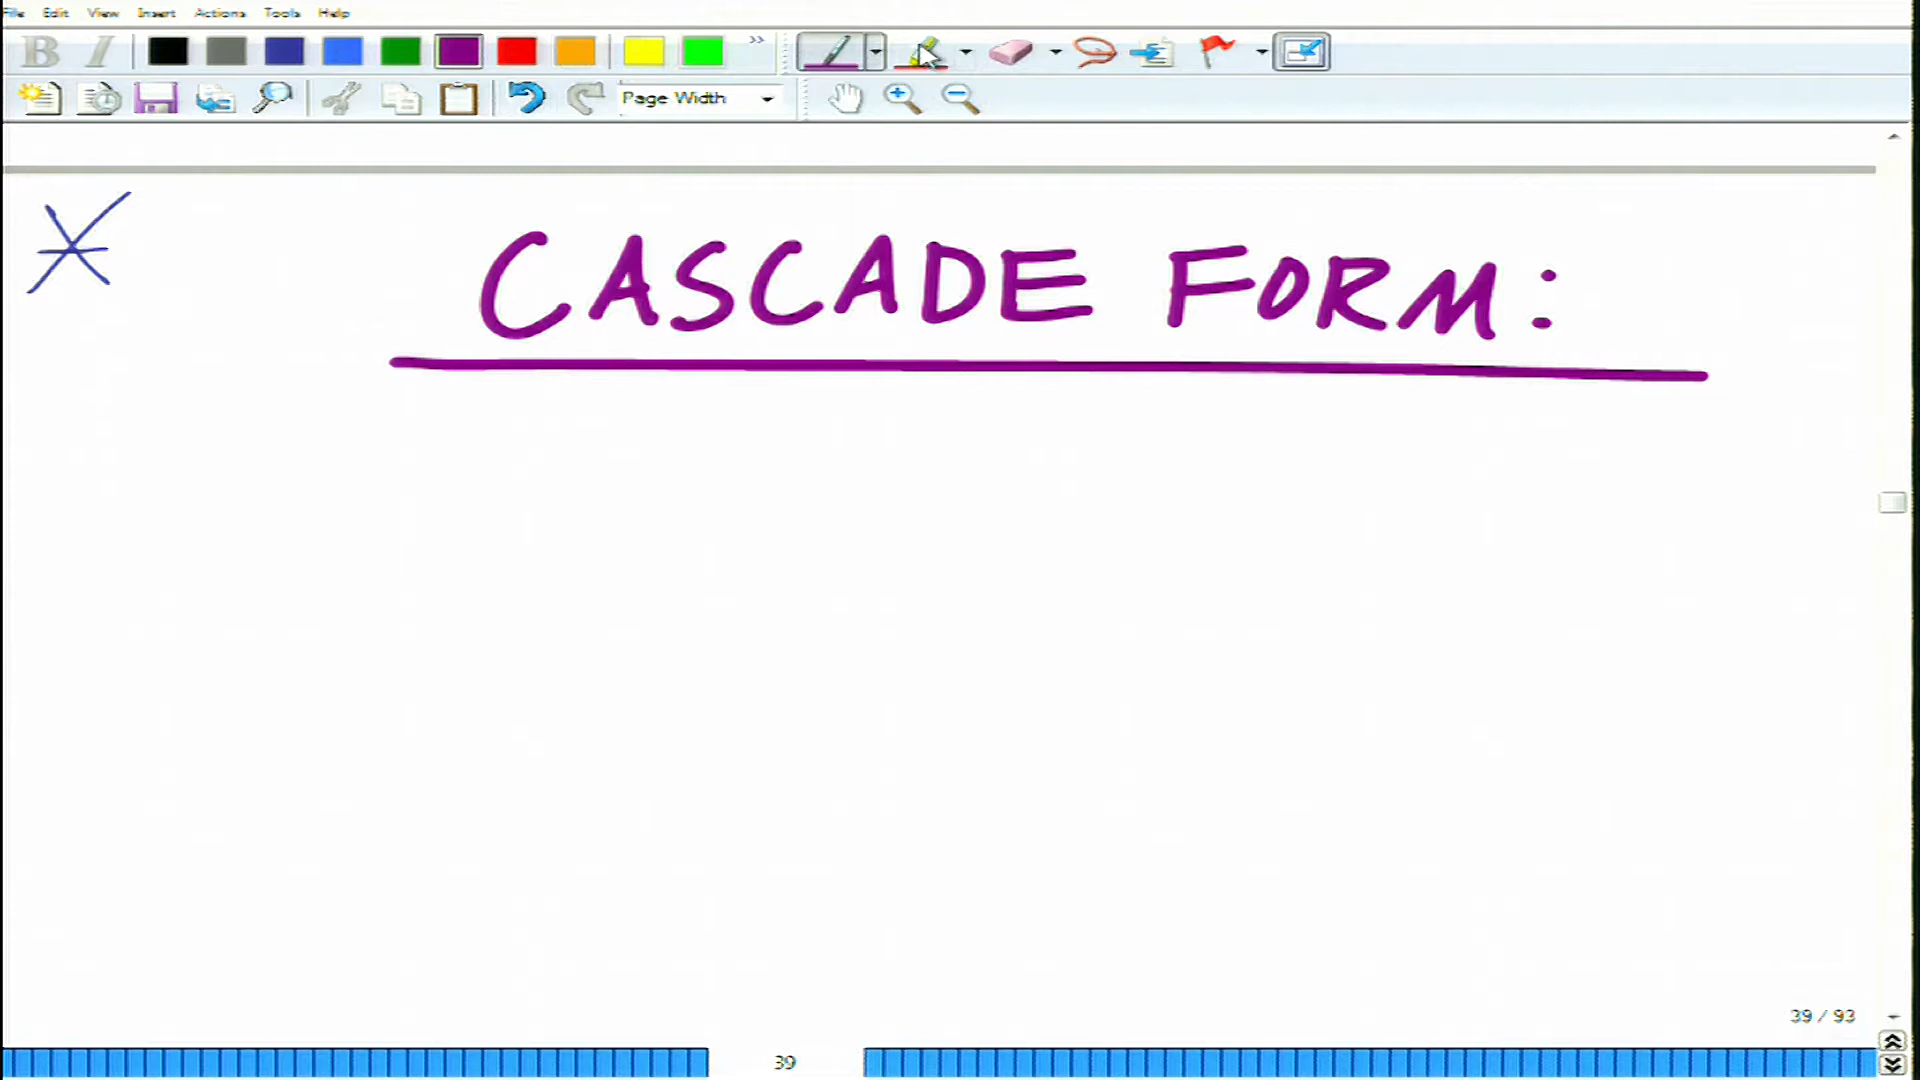 File Edit View Insert Actions Tools Help
B I
Page Width
CASCADE FORM:
39 / 93
39